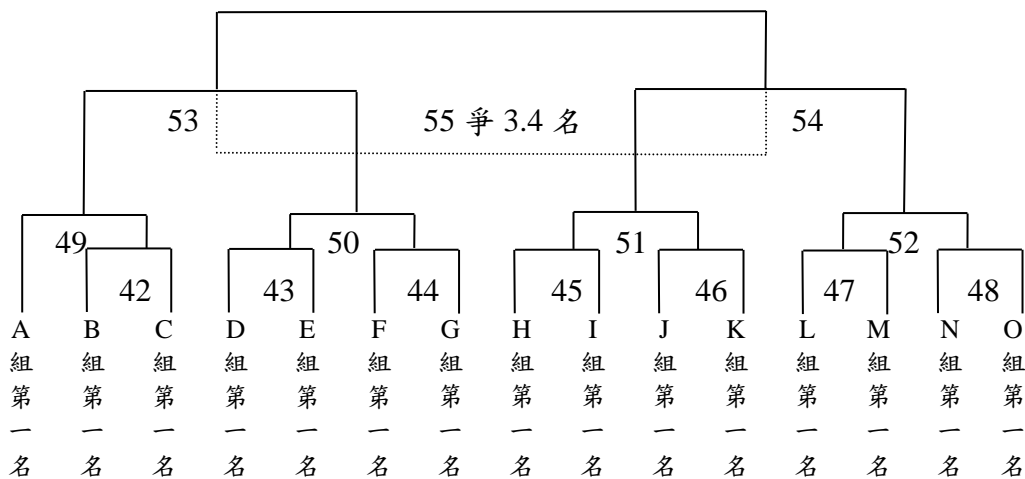 53 55 爭 3.4 名 54
49 50 51 52
42 43 44 45 46 47 48
A B C D E F G H I J K L M N O
組 組 組 組 組 組 組 組 組 組 組 組 組 組 組
第 第 第 第 第 第 第 第 第 第 第 第 第 第 第
一 一 一 一 一 一 一 一 一 一 一 一 一 一 一
名 名 名 名 名 名 名 名 名 名 名 名 名 名 名